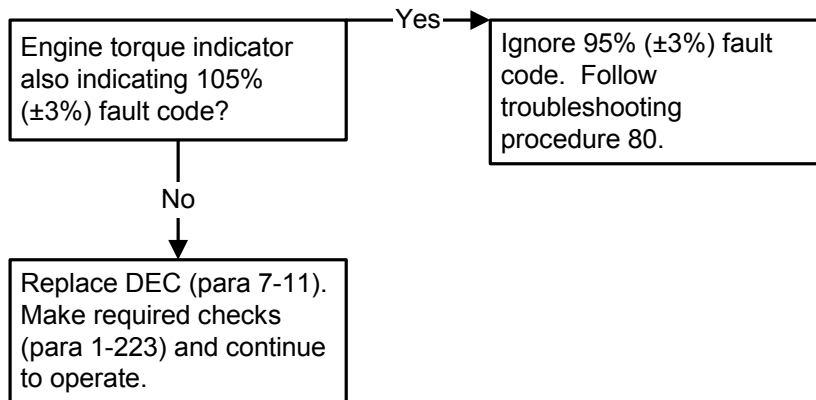 Engine torque indicator
also indicating 105%
(±3%) fault code?
Yes
Ignore 95% (±3%) fault
code.  Follow
troubleshooting
procedure 80.
No
Replace DEC (para 7-11).
Make required checks
(para 1-223) and continue
to operate.